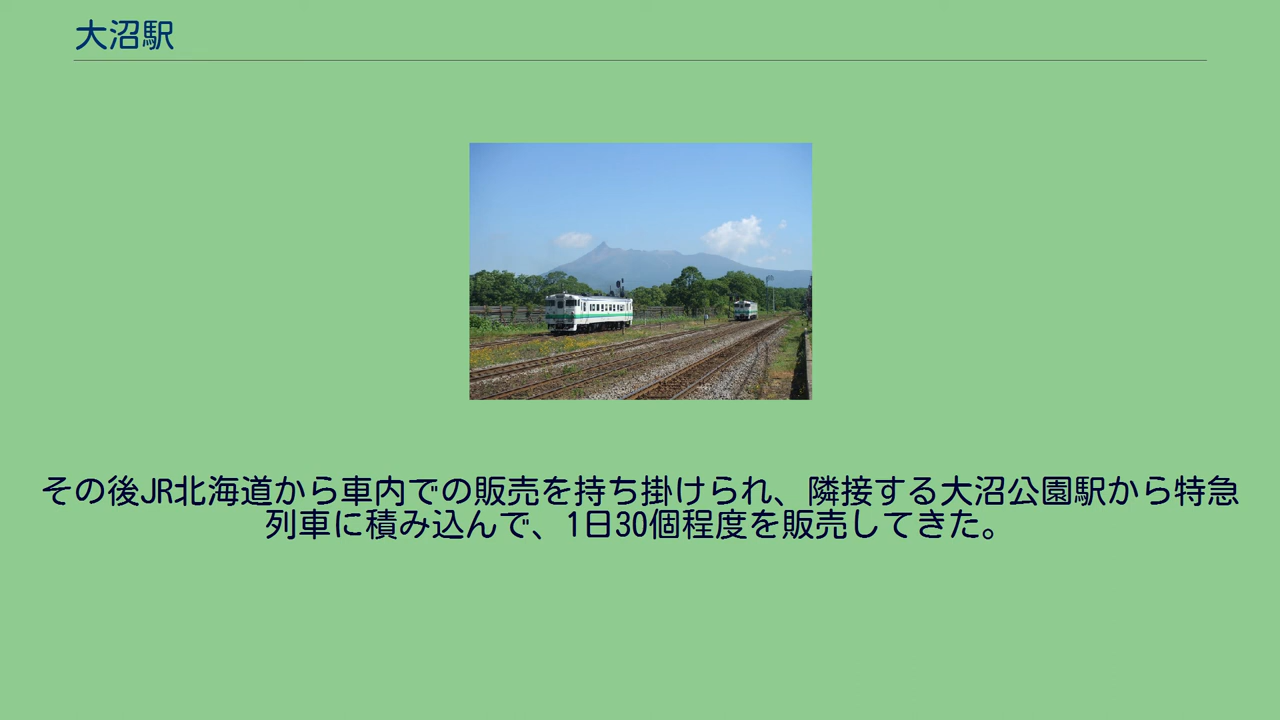 大沼駅
その後JR北海道から車内での販売を持ち掛けられ、隣接する大沼公園駅から特急
列車に積み込んで、1日30個程度を販売してきた。